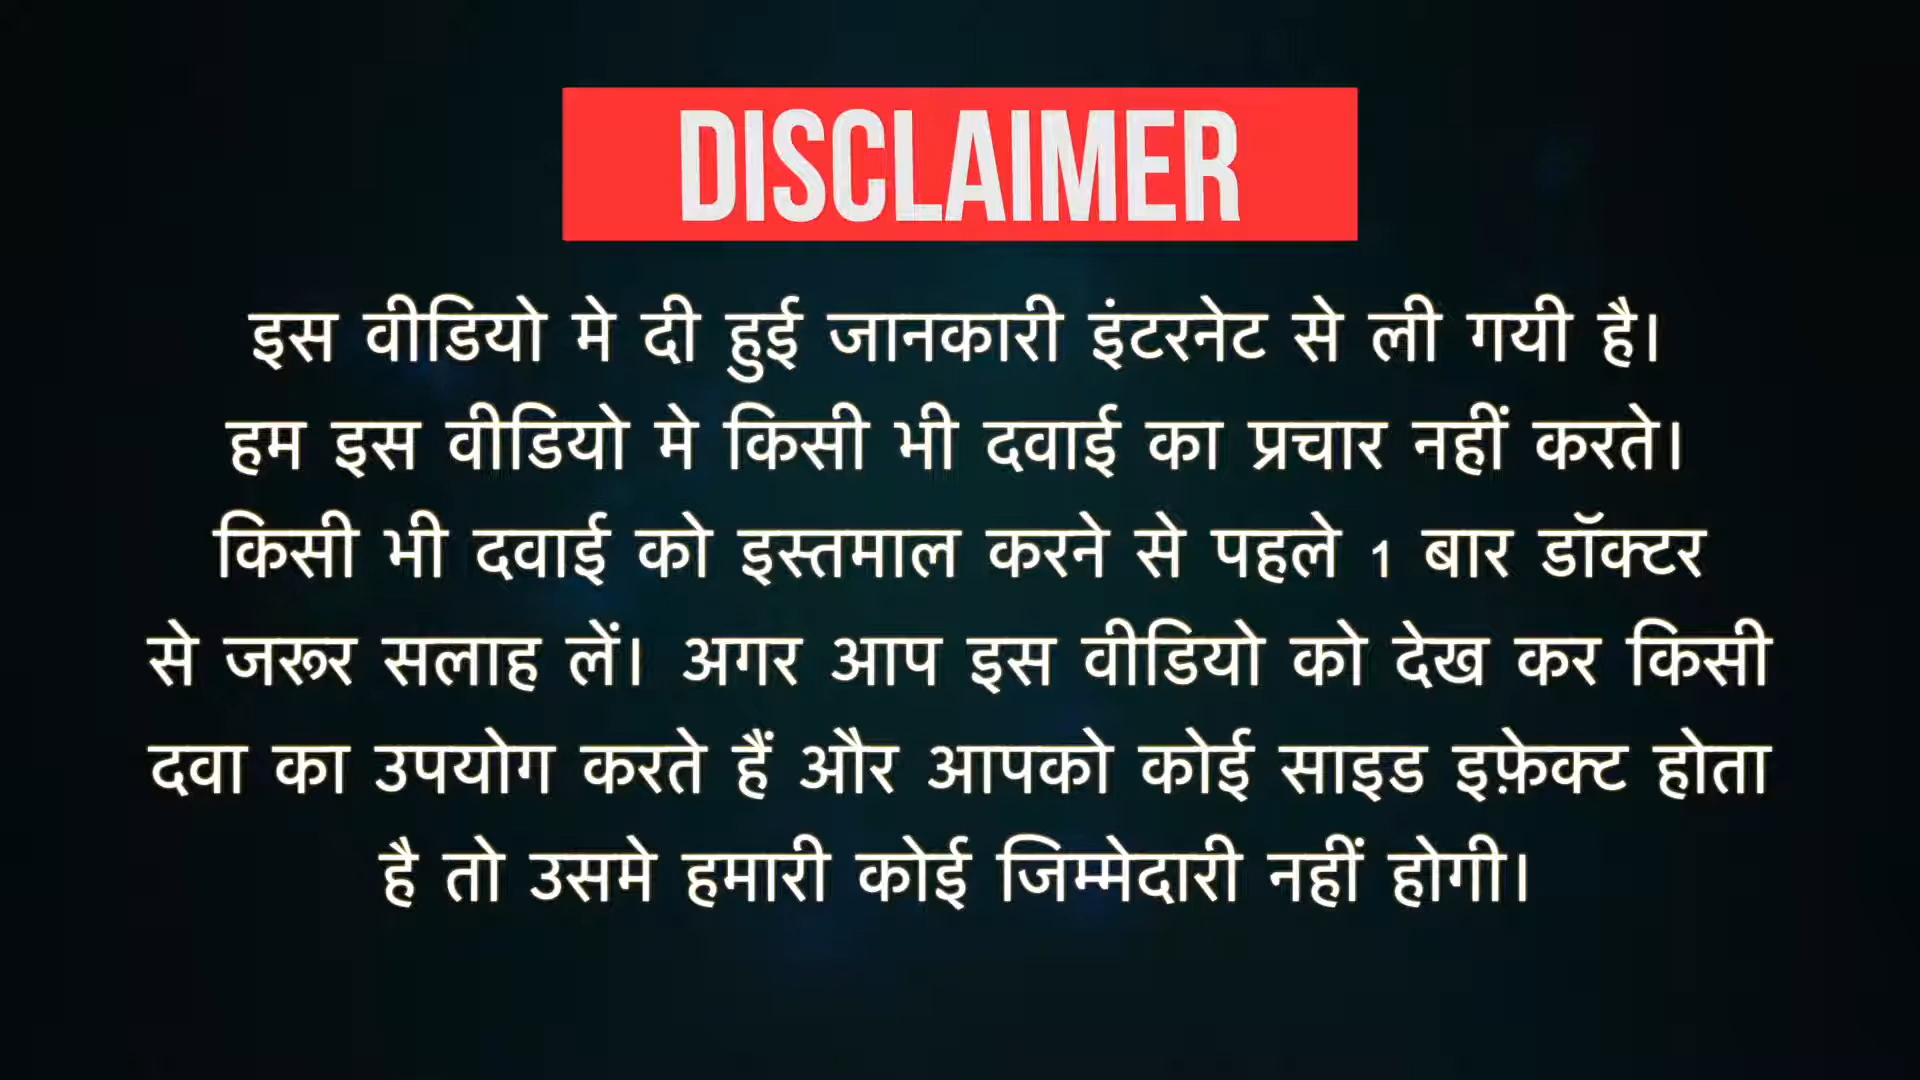 DISCLAIMER
इस वीडियो मे दी हुई जानकारी इंटरनेट से ली गयी है।
हम इस वीडियो मे किसी भी दवाई का प्रचार नहीं करते।
किसी भी दवाई को इस्तमाल करने से पहले 1 बार डॉक्टर
से जरूर सलाह लें। अगर आप इस वीडियो को देख कर किसी
दवा का उपयोग करते हैं और आपको कोई साइड इफ़ेक्ट होता
है तो उसमे हमारी कोई जिम्मेदारी नहीं होगी।